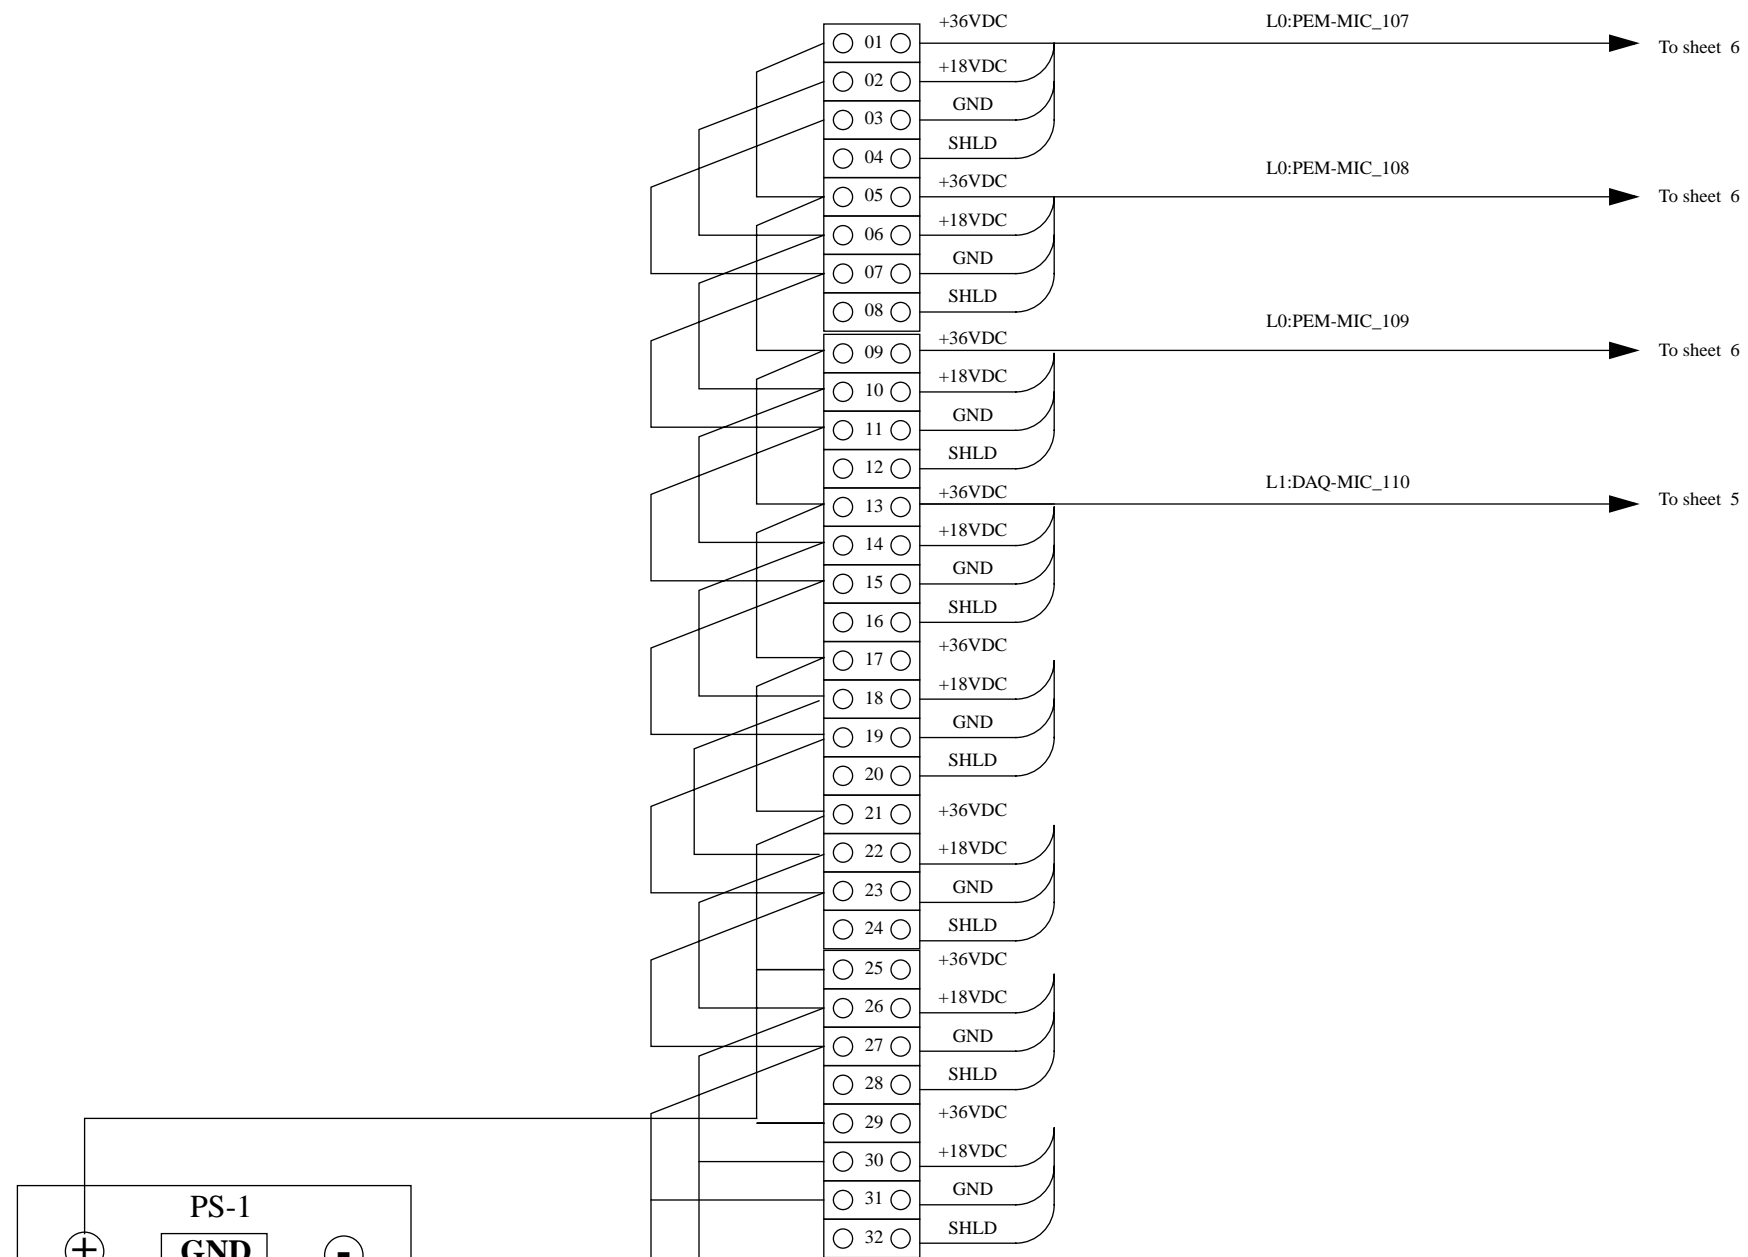 +36VDC L0:PEM-MIC_107
01 To sheet 6
+18VDC
02
GND
03
SHLD
04
+36VDC L0:PEM-MIC_108
05 To sheet 6
+18VDC
06
GND
07
SHLD
08
+36VDC L0:PEM-MIC_109
09 To sheet 6
+18VDC
10
GND
11
SHLD
12
+36VDC L1:DAQ-MIC_110
13 To sheet 5
+18VDC
14
GND
15
SHLD
16
+36VDC
17
+18VDC
18
GND
19
SHLD
20
+36VDC
21
+18VDC
22
GND
23
SHLD
24
+36VDC
25
+18VDC
26
GND
27
SHLD
28
+36VDC
29
+18VDC
30
GND
31
SHLD
32
PS-1
+ GND -